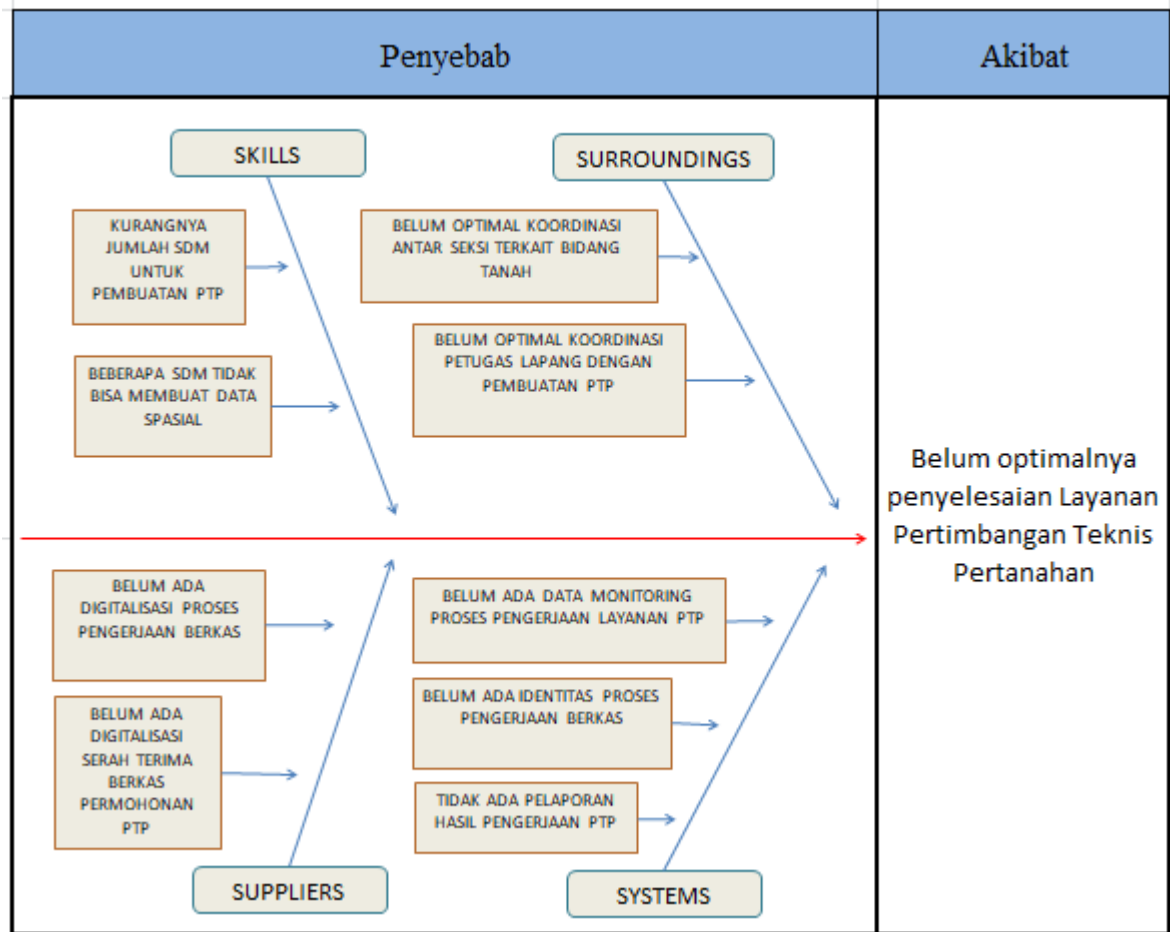 Penyebab
Akibat
SKILLS
SURROUNDINGS
KURANGNYA
JUMLAH SDM
UNTUK
PEMBUATAN PTP
BELUM OPTIMAL KOORDINASI
ANTAR SEKSI TERKAIT BIDANG
TANAH
BELUM OPTIMAL KOORDINASI
PETUGAS LAPANG DENGAN
PEMBUATAN PTP
BEBERAPA SDM TIDAK
BISA MEMBUAT DATA
SPASIAL
Belum optimalnya
penyelesaian Layanan
Pertimbangan Teknis
Pertanahan
BELUM ADA
DIGITALISASI PROSES
PENGERJAAN BERKAS
BELUM ADA DATA MONITORING
PROSES PENGERJAAN LAYANAN PTP
BELUM ADA IDENTITAS PROSES
PENGERJAAN BERKAS
BELUM ADA
DIGITALISASI
SERAH TERIMA
BERKAS
PERMOHONAN
PTP
TIDAK ADA PELAPORAN
HASIL PENGERJAAN PTP
SUPPLIERS
SYSTEMS